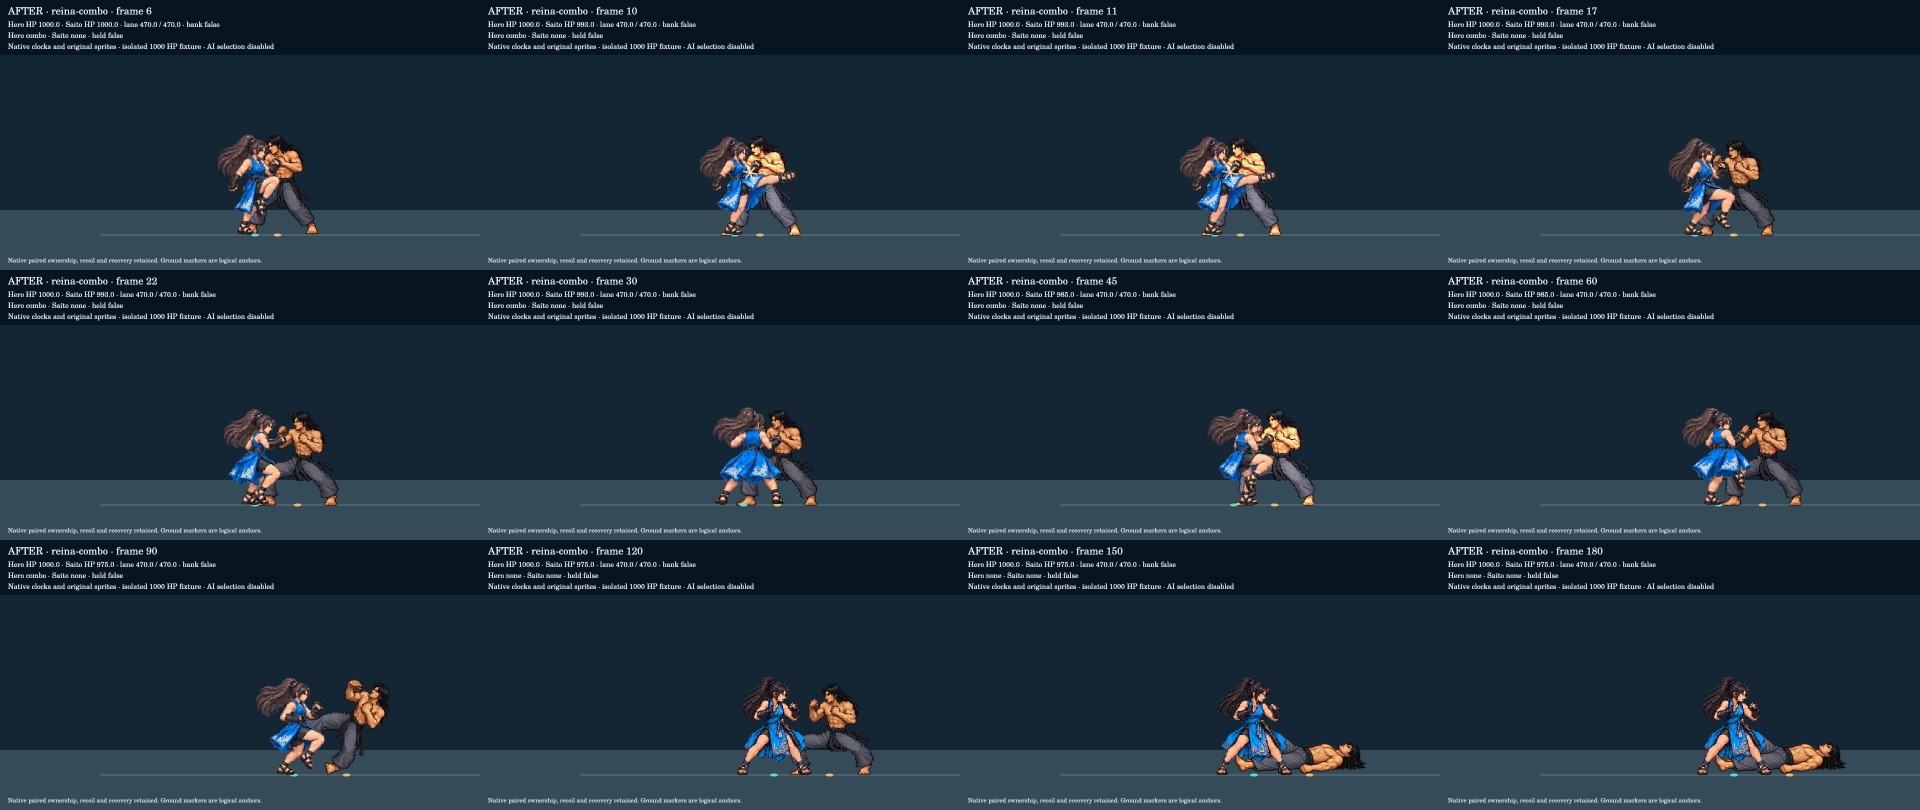 AFTER · reina-combo · frame 6
Hero HP 1000.0 · Saito HP 1000.0 · lane 470.0 / 470.0 · bank false
Hero combo · Saito none · held false
Native clocks and original sprites · isolated 1000 HP fixture · AI selection disabled
Native paired ownership, recoil and recovery retained. Ground markers are logical anchors.
AFTER · reina-combo · frame 10
Hero HP 1000.0 · Saito HP 993.0 · lane 470.0 / 470.0 · bank false
Hero combo · Saito none · held false
Native clocks and original sprites · isolated 1000 HP fixture · AI selection disabled
Native paired ownership, recoil and recovery retained. Ground markers are logical anchors.
AFTER · reina-combo · frame 11
Hero HP 1000.0 · Saito HP 993.0 · lane 470.0 / 470.0 · bank false
Hero combo · Saito none · held false
Native clocks and original sprites · isolated 1000 HP fixture · AI selection disabled
Native paired ownership, recoil and recovery retained. Ground markers are logical anchors.
AFTER · reina-combo · frame 17
Hero HP 1000.0 · Saito HP 993.0 · lane 470.0 / 470.0 · bank false
Hero combo · Saito none · held false
Native clocks and original sprites · isolated 1000 HP fixture · AI selection disabled
Native paired ownership, recoil and recovery retained. Ground markers are logical anchors.
AFTER · reina-combo · frame 22
Hero HP 1000.0 · Saito HP 993.0 · lane 470.0 / 470.0 · bank false
Hero combo · Saito none · held false
Native clocks and original sprites · isolated 1000 HP fixture · AI selection disabled
Native paired ownership, recoil and recovery retained. Ground markers are logical anchors.
AFTER · reina-combo · frame 30
Hero HP 1000.0 · Saito HP 993.0 · lane 470.0 / 470.0 · bank false
Hero combo · Saito none · held false
Native clocks and original sprites · isolated 1000 HP fixture · AI selection disabled
Native paired ownership, recoil and recovery retained. Ground markers are logical anchors.
AFTER · reina-combo · frame 45
Hero HP 1000.0 · Saito HP 985.0 · lane 470.0 / 470.0 · bank false
Hero combo · Saito none · held false
Native clocks and original sprites · isolated 1000 HP fixture · AI selection disabled
Native paired ownership, recoil and recovery retained. Ground markers are logical anchors.
AFTER · reina-combo · frame 60
Hero HP 1000.0 · Saito HP 985.0 · lane 470.0 / 470.0 · bank false
Hero combo · Saito none · held false
Native clocks and original sprites · isolated 1000 HP fixture · AI selection disabled
Native paired ownership, recoil and recovery retained. Ground markers are logical anchors.
AFTER · reina-combo · frame 90
Hero HP 1000.0 · Saito HP 975.0 · lane 470.0 / 470.0 · bank false
Hero combo · Saito none · held false
Native clocks and original sprites · isolated 1000 HP fixture · AI selection disabled
Native paired ownership, recoil and recovery retained. Ground markers are logical anchors.
AFTER · reina-combo · frame 120
Hero HP 1000.0 · Saito HP 975.0 · lane 470.0 / 470.0 · bank false
Hero none · Saito none · held false
Native clocks and original sprites · isolated 1000 HP fixture · AI selection disabled
Native paired ownership, recoil and recovery retained. Ground markers are logical anchors.
AFTER · reina-combo · frame 150
Hero HP 1000.0 · Saito HP 975.0 · lane 470.0 / 470.0 · bank false
Hero none · Saito none · held false
Native clocks and original sprites · isolated 1000 HP fixture · AI selection disabled
Native paired ownership, recoil and recovery retained. Ground markers are logical anchors.
AFTER · reina-combo · frame 180
Hero HP 1000.0 · Saito HP 975.0 · lane 470.0 / 470.0 · bank false
Hero none · Saito none · held false
Native clocks and original sprites · isolated 1000 HP fixture · AI selection disabled
Native paired ownership, recoil and recovery retained. Ground markers are logical anchors.